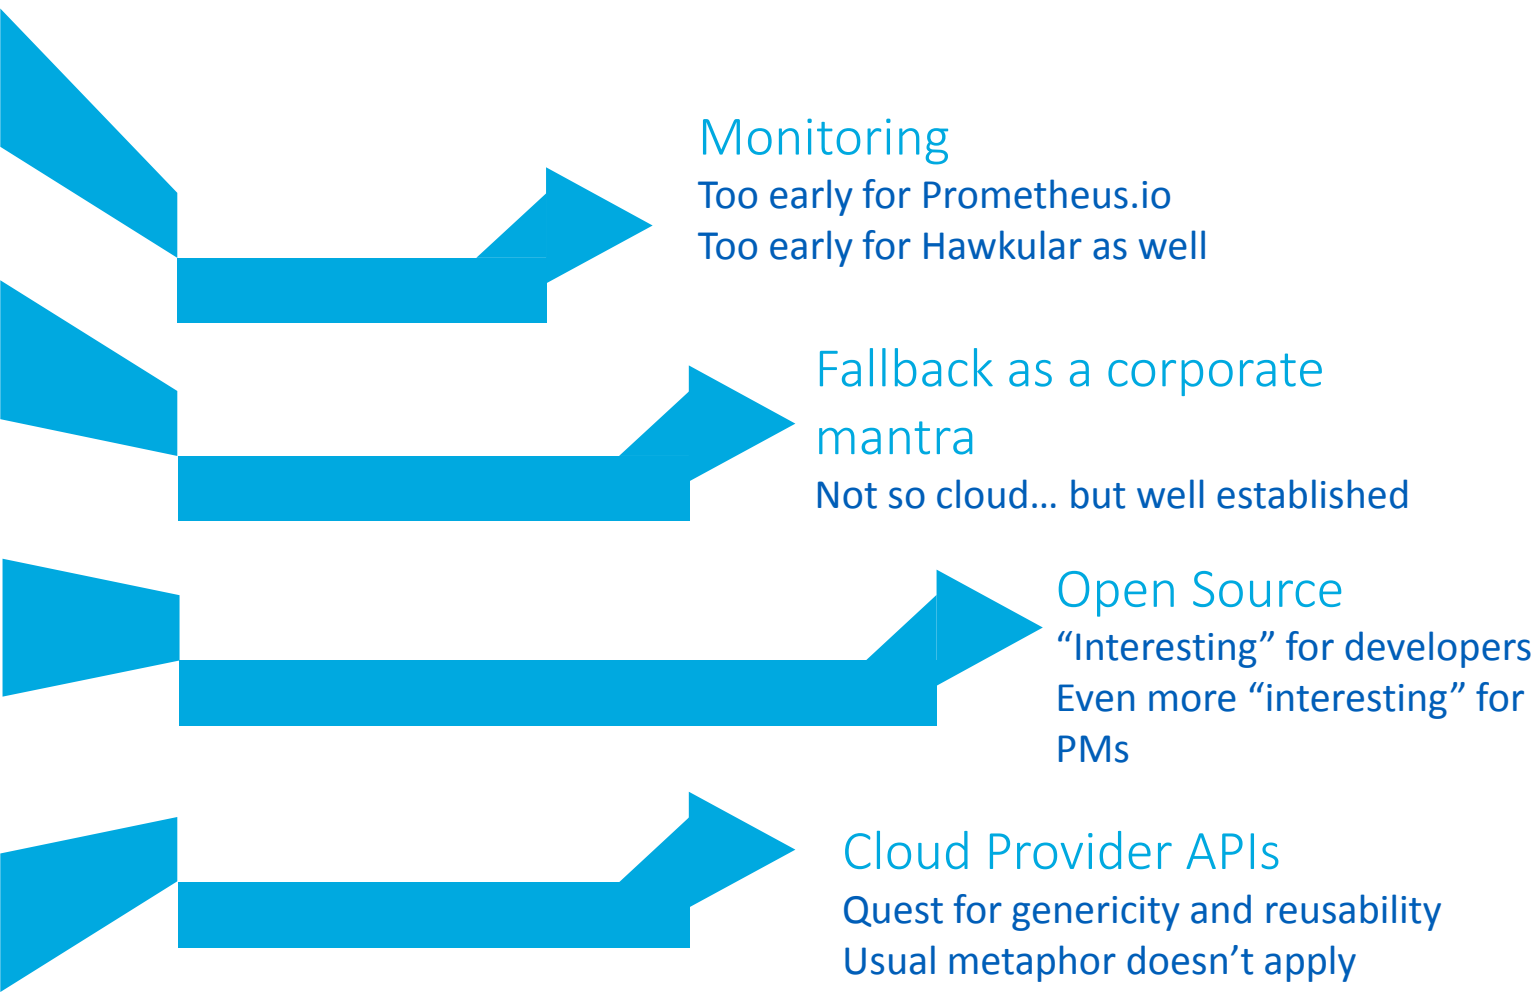 Monitoring
Too early for Prometheus.io
Too early for Hawkular as well
Fallback as a corporate
mantra
Not so cloud… but well established
Open Source
“Interesting” for developers
Even more “interesting” for
PMs
Cloud Provider APIs
Quest for genericity and reusability
Usual metaphor doesn’t apply